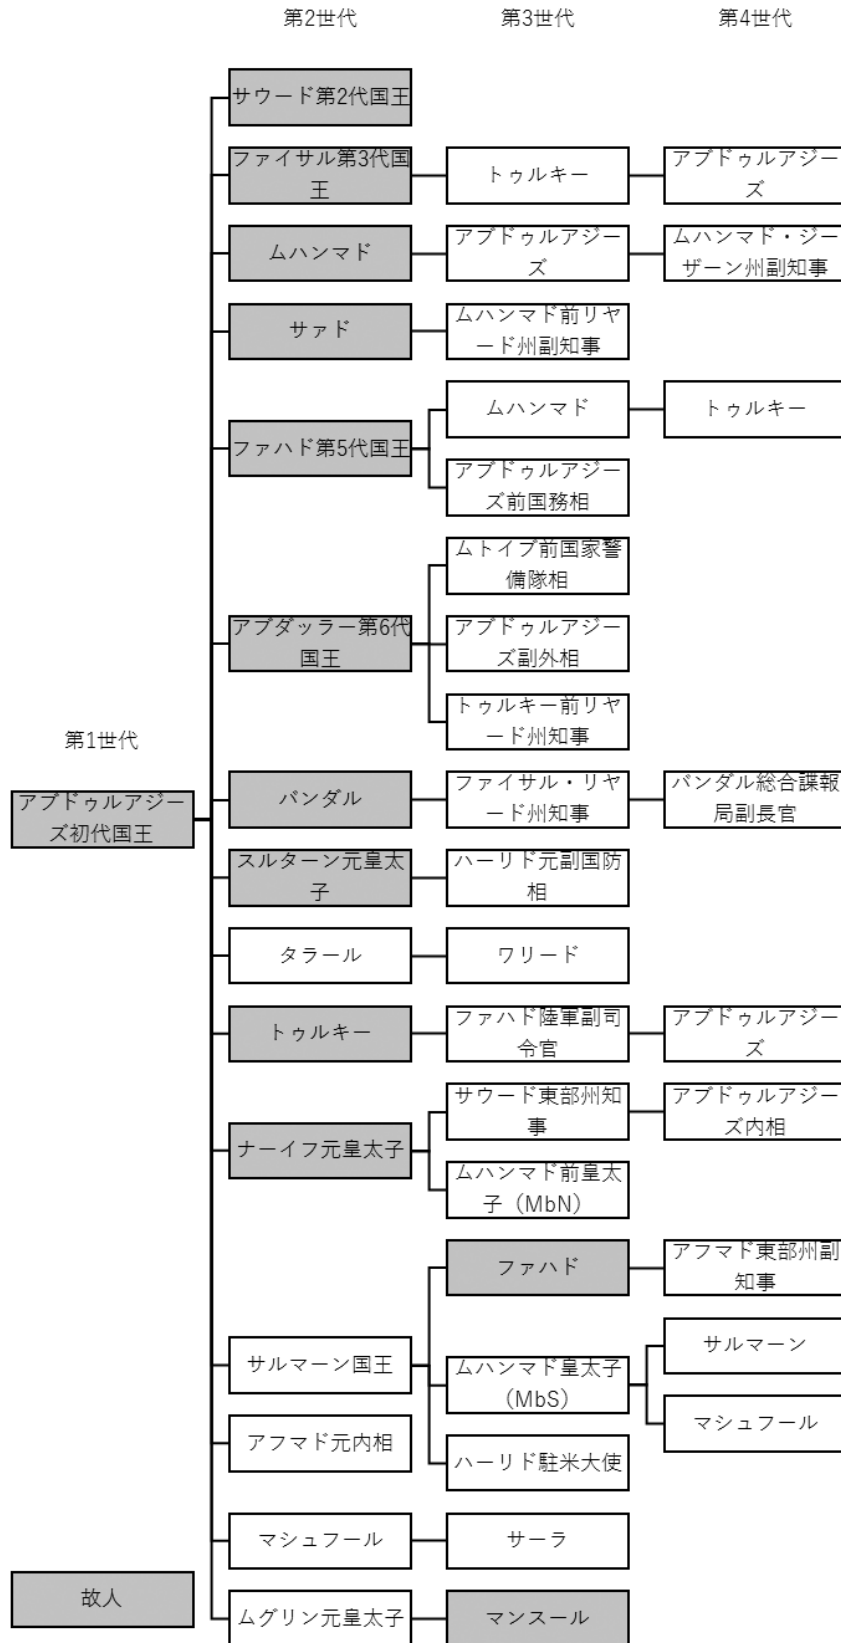 第2世代
第3世代
第4世代
サウード第2代国王
ファイサル第3代国
王
トゥルキー
アブドゥルアジー
ズ
ムハンマド
アブドゥルアジー
ズ
ムハンマド・ジー
ザーン州副知事
サァド
ムハンマド前リヤ
ード州副知事
ファハド第5代国王
ムハンマド
トゥルキー
アブドゥルアジー
ズ前国務相
アブダッラー第6代
国王
ムトイブ前国家警
備隊相
アブドゥルアジー
ズ副外相
トゥルキー前リヤ
ード州知事
第1世代
アブドゥルアジー
ズ初代国王
バンダル
ファイサル・リヤ
ード州知事
バンダル総合諜報
局副長官
スルターン元皇太
子
ハーリド元副国防
相
タラール
ワリード
トゥルキー
ファハド陸軍副司
令官
アブドゥルアジー
ズ
ナーイフ元皇太子
サウード東部州知
事
アブドゥルアジー
ズ内相
ムハンマド前皇太
子（MbN）
サルマーン国王
ファハド
アフマド東部州副
知事
ムハンマド皇太子
（MbS）
サルマーン
マシュフール
ハーリド駐米大使
アフマド元内相
マシュフール
サーラ
ムグリン元皇太子
マンスール
故人